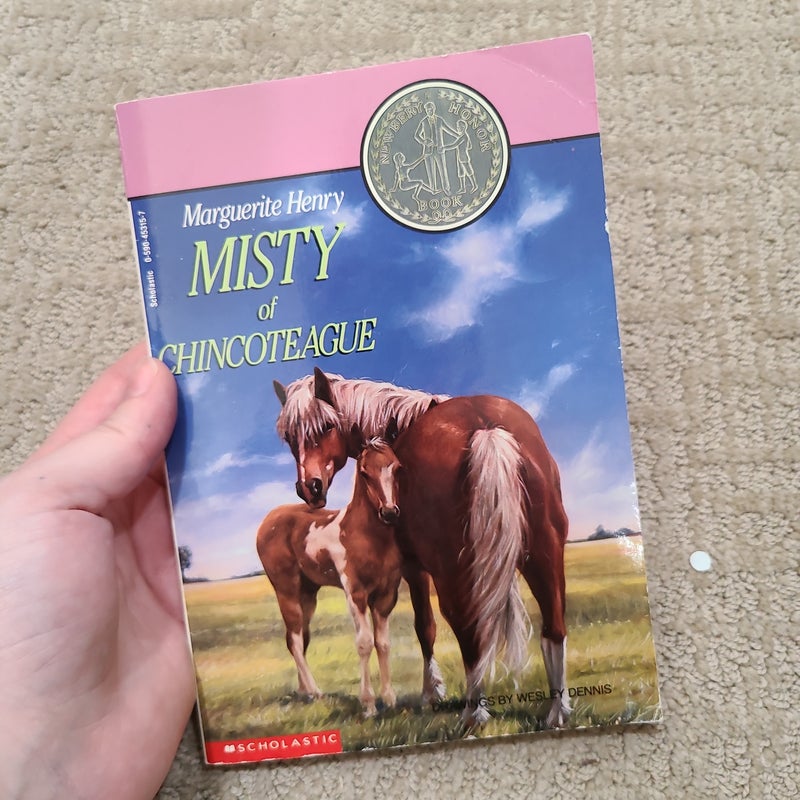 NEWBERY HONOR
BOOK
Marguerite Henry
MISTY
of
CHINCOTEAGUE
Scholastic 0-590-45315-7
DRAWINGS BY WESLEY DENNIS
SCHOLASTIC